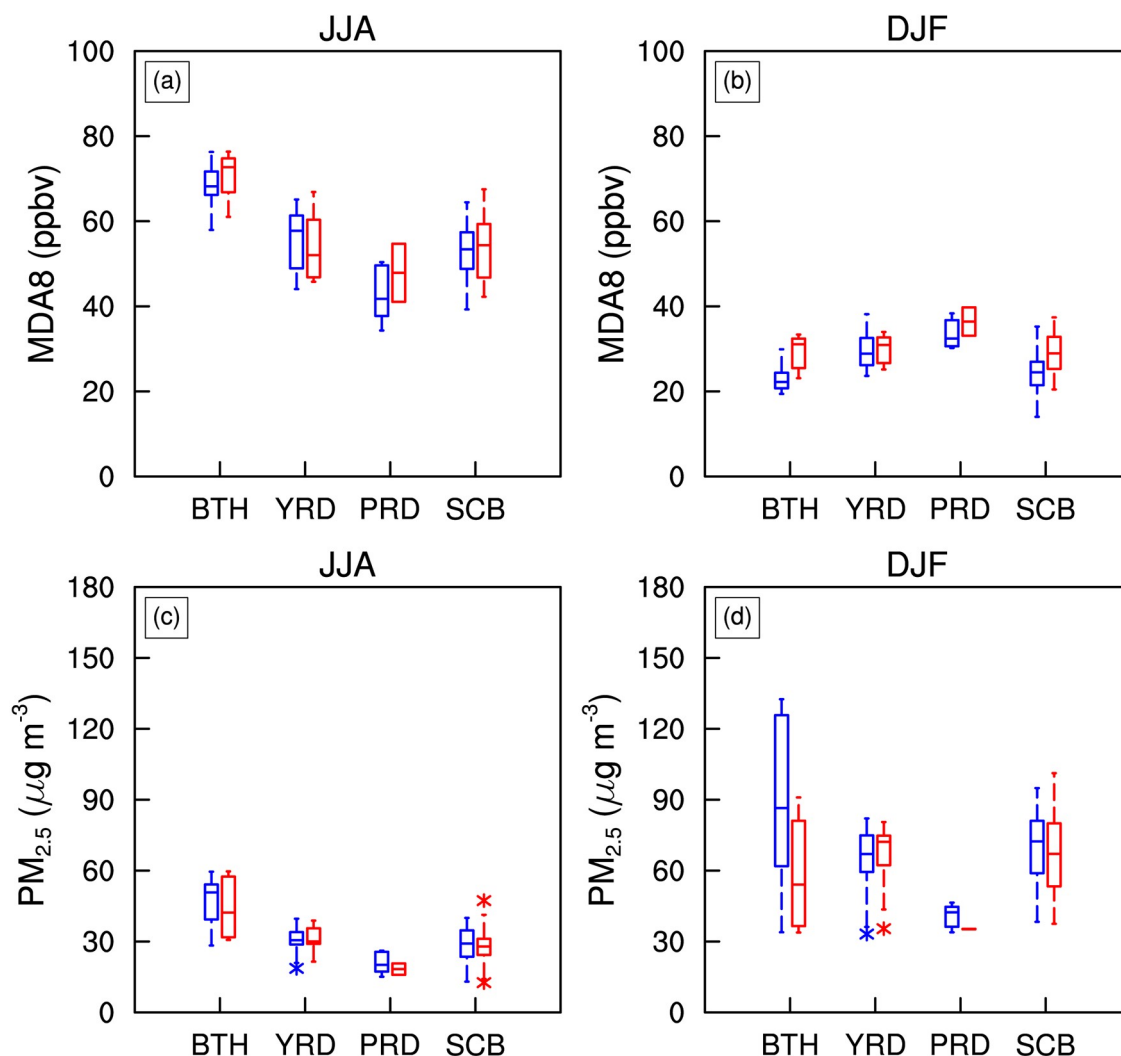 JJA
(a)
MDA8 (ppbv)
100
80
60
40
20
0
BTH YRD PRD SCB
DJF
(b)
MDA8 (ppbv)
100
80
60
40
20
0
BTH YRD PRD SCB
JJA
(c)
PM2.5 (μg m-3)
180
150
120
90
60
30
0
BTH YRD PRD SCB
DJF
(d)
PM2.5 (μg m-3)
180
150
120
90
60
30
0
BTH YRD PRD SCB